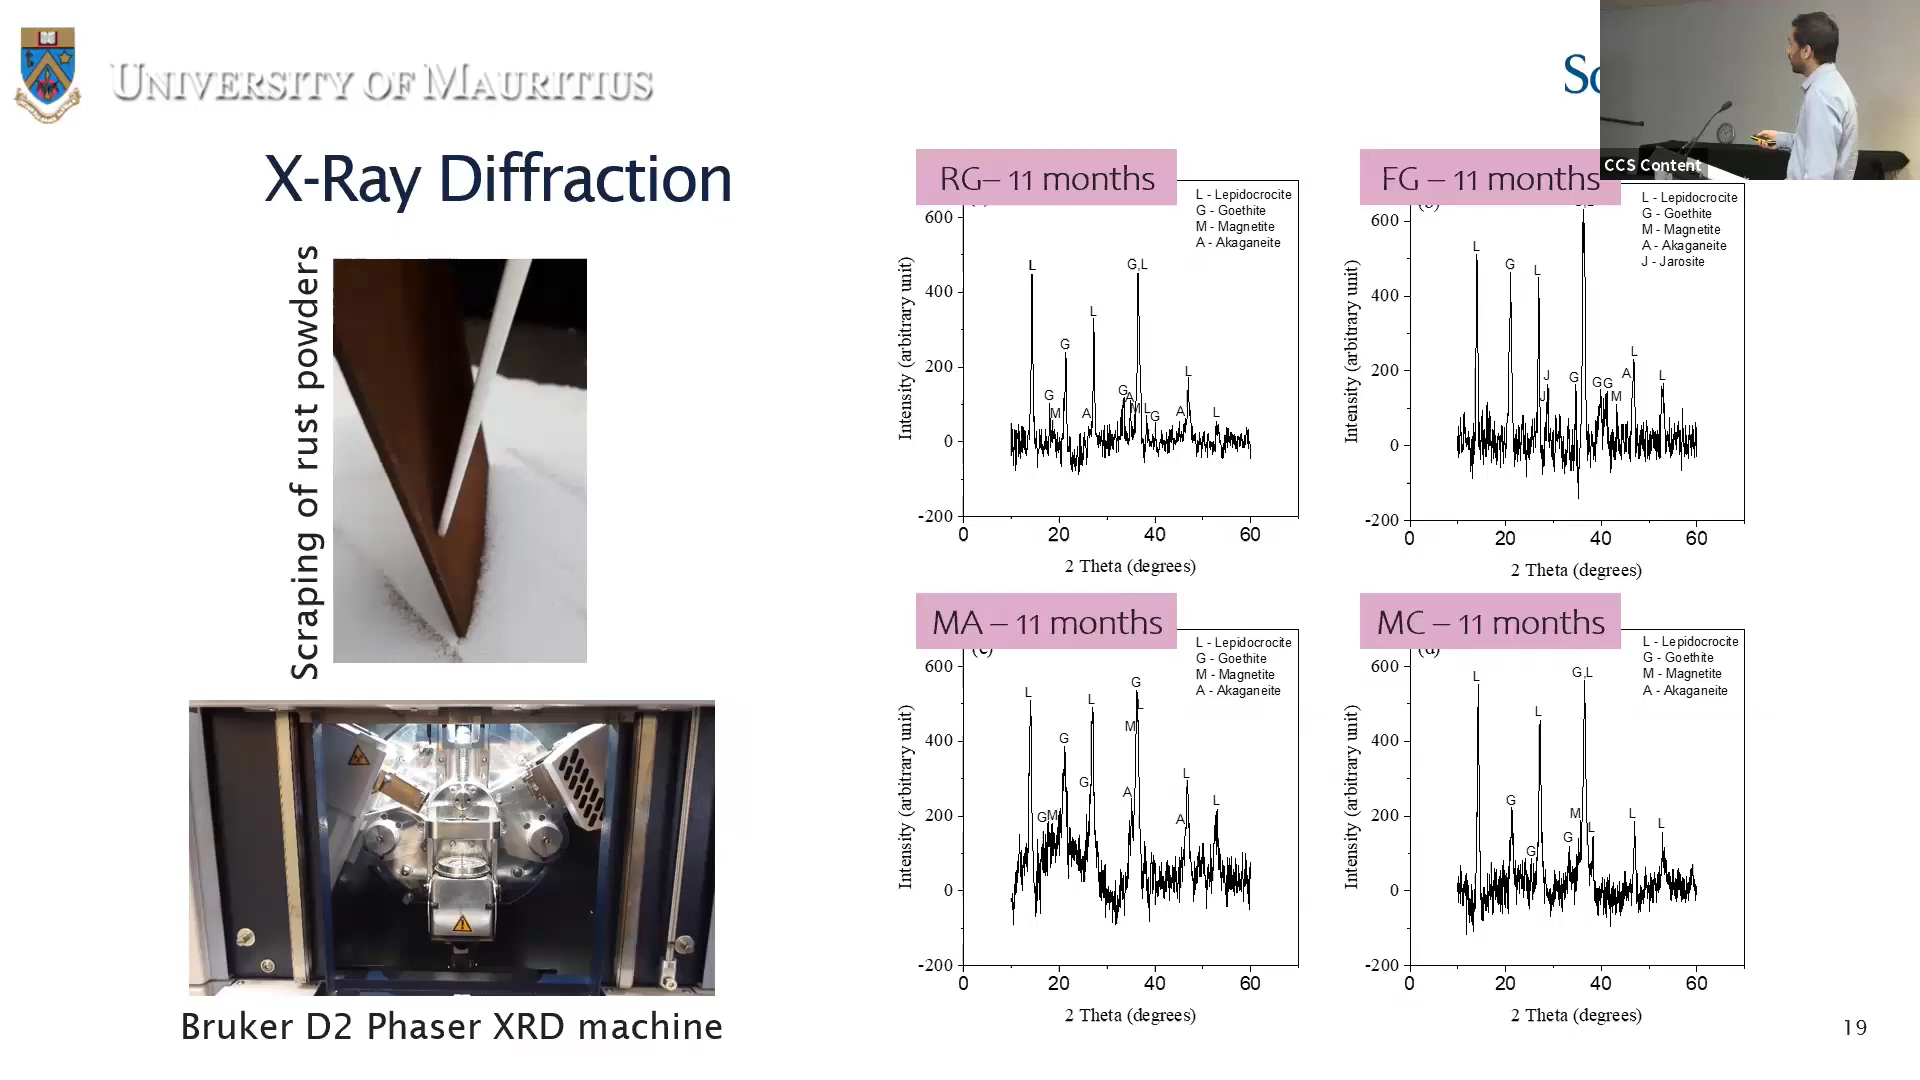 UNIVERSITY OF MAURITIUS
So
CCS Content
X-Ray Diffraction
Scraping of rust powders
Bruker D2 Phaser XRD machine
RG– 11 months
L - Lepidocrocite
G - Goethite
M - Magnetite
A - Akaganeite
600
400
200
0
-200
Intensity (arbitrary unit)
L
G
M
G
A
L
G
A
M
G,L
L
G
A
L
L
0 20 40 60
2 Theta (degrees)
FG – 11 months
(b)
L - Lepidocrocite
G - Goethite
M - Magnetite
A - Akaganeite
J - Jarosite
600
400
200
0
-200
Intensity (arbitrary unit)
L
G
L
J
J
G
G
G
M
A
L
L
0 20 40 60
2 Theta (degrees)
MA – 11 months
(c)
L - Lepidocrocite
G - Goethite
M - Magnetite
A - Akaganeite
600
400
200
0
-200
Intensity (arbitrary unit)
L
G
M
G
G
L
A
M
G
L
A
L
L
0 20 40 60
2 Theta (degrees)
MC – 11 months
(d)
L - Lepidocrocite
G - Goethite
M - Magnetite
A - Akaganeite
600
400
200
0
-200
Intensity (arbitrary unit)
L
G
G
L
G
M
G,L
L
L
L
0 20 40 60
2 Theta (degrees)
19